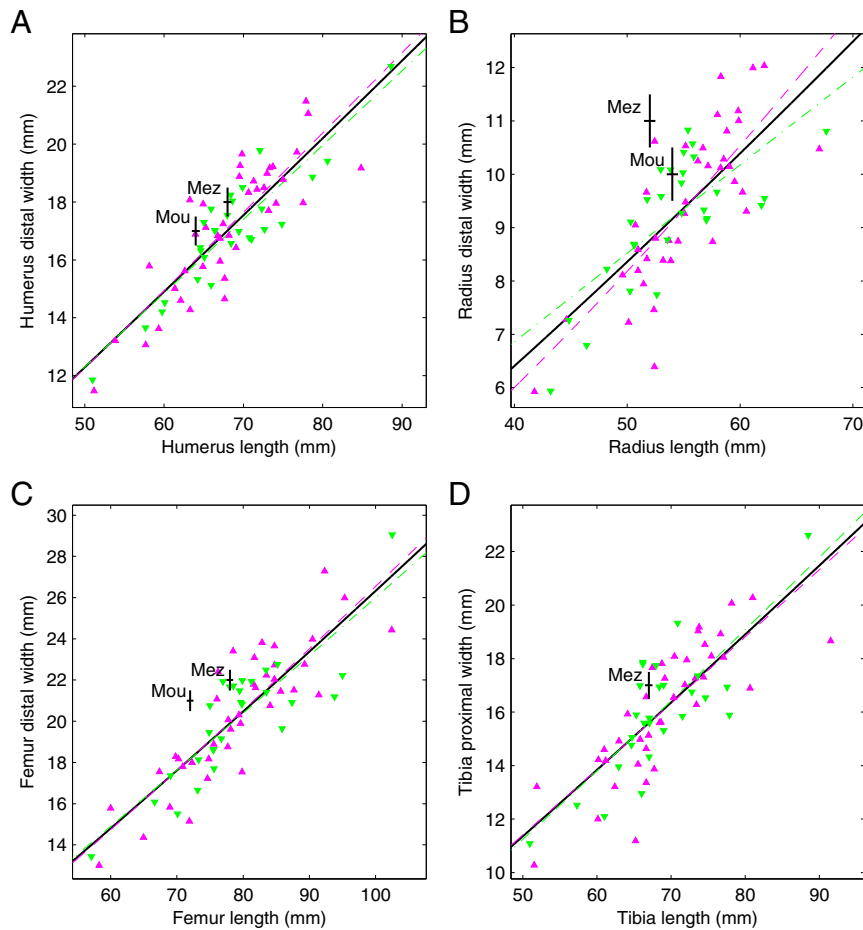 A
22
20
18
16
14
12
50
60
70
80
90
Humerus length (mm)
Humerus distal width (mm)
Mez
Mou
B
12
11
10
9
8
7
6
40
50
60
70
Radius length (mm)
Radius distal width (mm)
Mez
Mou
C
30
28
26
24
22
20
18
16
14
60
70
80
90
100
Femur length (mm)
Femur distal width (mm)
Mez
Mou
D
22
20
18
16
14
12
10
50
60
70
80
90
Tibia length (mm)
Tibia proximal width (mm)
Mez